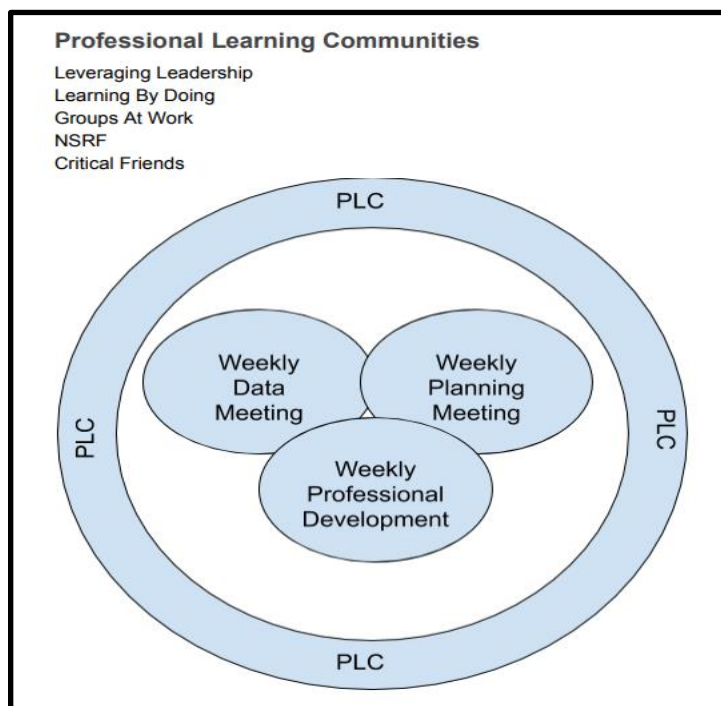 Professional Learning Communities
Leveraging Leadership
Learning By Doing
Groups At Work
NSRF
Critical Friends
PLC
Weekly
Data
Meeting
Weekly
Planning
Meeting
PLC
PLC
Weekly
Professional
Development
PLC